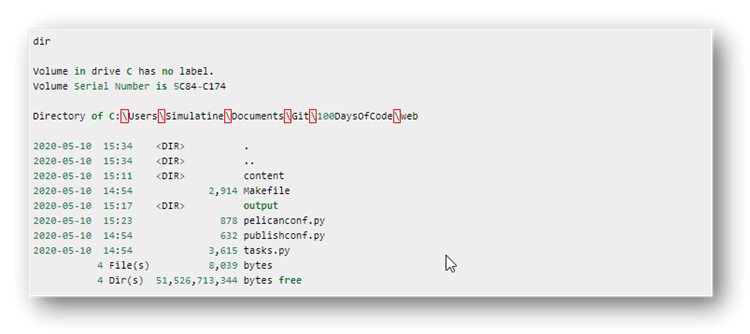 dir
Volume in drive C has no label.
Volume Serial Number is 5C84-C174
Directory of C:\Users\Simulatine\Documents\Git\100DaysOfCode\web
2020-05-10  15:34    <DIR>          .
2020-05-10  15:34    <DIR>          ..
2020-05-10  15:11    <DIR>          content
2020-05-10  14:54             2,914 Makefile
2020-05-10  15:17    <DIR>          output
2020-05-10  15:23               878 pelicanconf.py
2020-05-10  14:54               632 publishconf.py
2020-05-10  14:54             3,615 tasks.py
           4 File(s)          8,039 bytes
           4 Dir(s)  51,526,713,344 bytes free